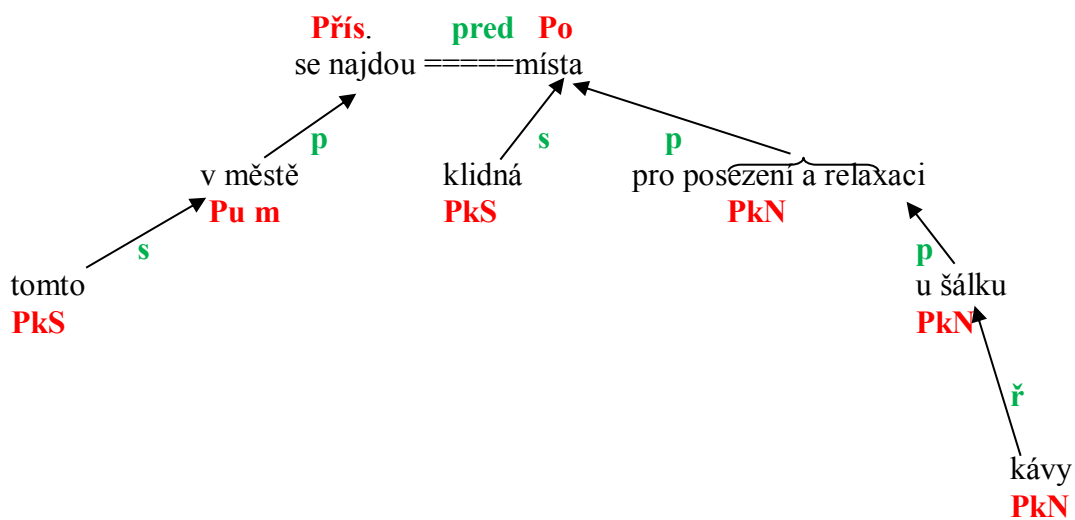 Přís. pred Po
se najdou =====místa
p s p
v městě klidná pro posezení a relaxaci
Pu m PkS PkN
s p
tomto u šálku
PkS PkN
ř
kávy
PkN